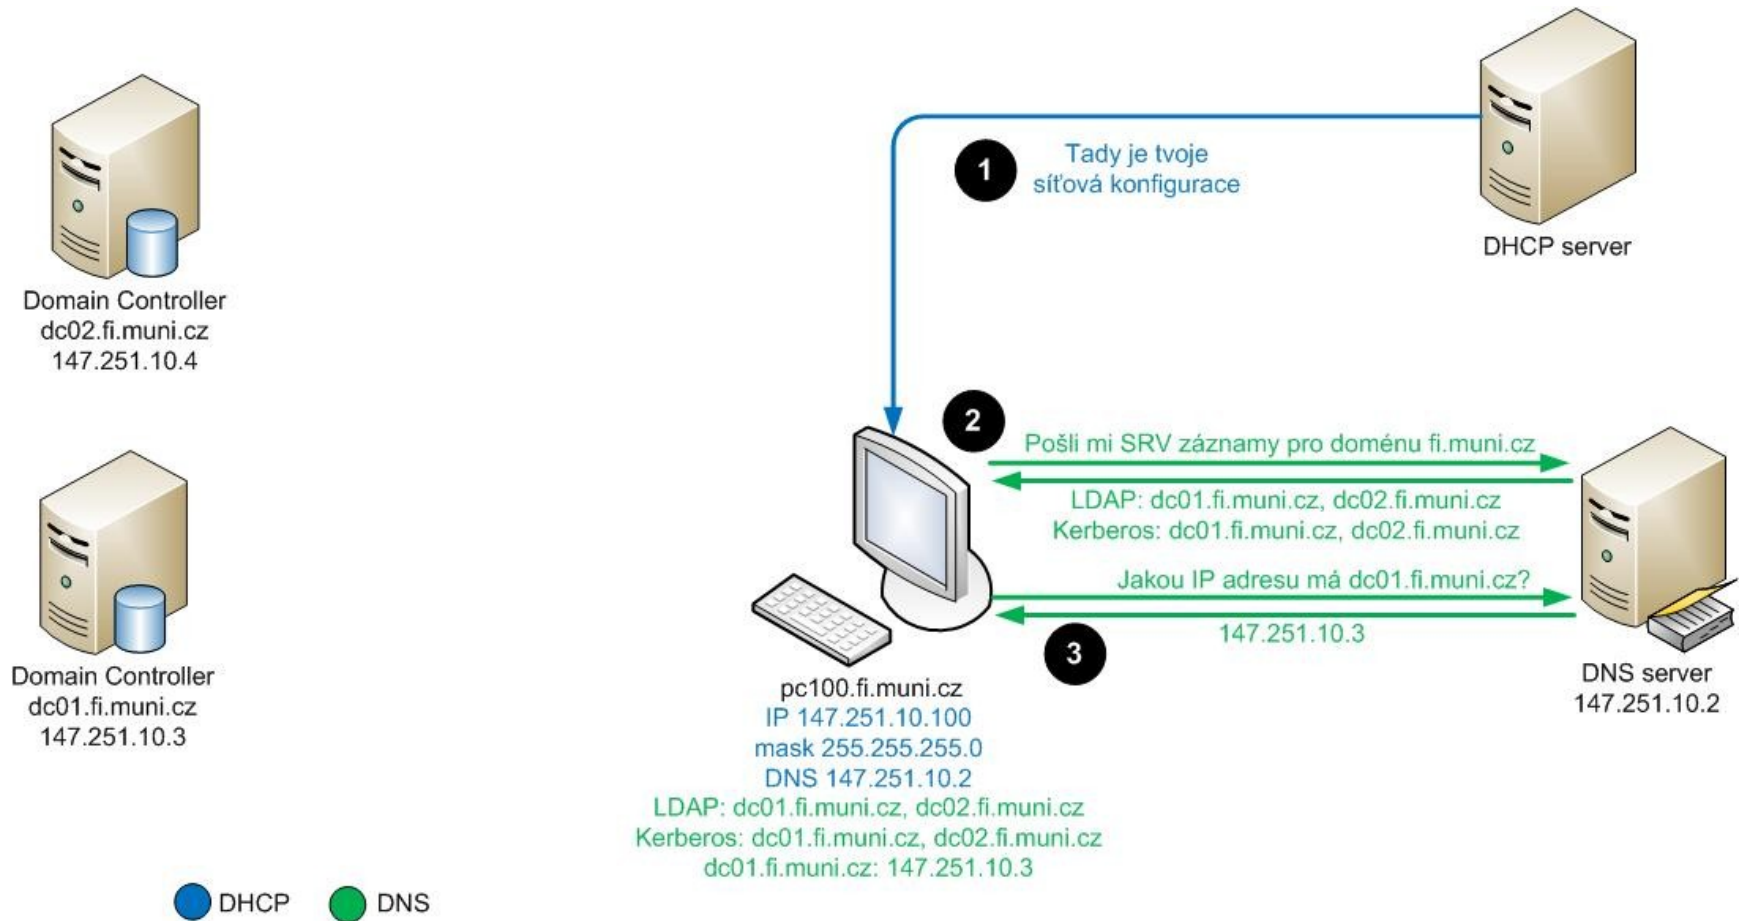 1
Tady je tvoje
síťová konfigurace
DHCP server
Domain Controller
dc02.fi.muni.cz
147.251.10.4
2
Pošli mi SRV záznamy pro doménu fi.muni.cz
LDAP: dc01.fi.muni.cz, dc02.fi.muni.cz
Kerberos: dc01.fi.muni.cz, dc02.fi.muni.cz
Jakou IP adresu má dc01.fi.muni.cz?
147.251.10.3
3
DNS server
147.251.10.2
Domain Controller
dc01.fi.muni.cz
147.251.10.3
pc100.fi.muni.cz
IP 147.251.10.100
mask 255.255.255.0
DNS 147.251.10.2
LDAP: dc01.fi.muni.cz, dc02.fi.muni.cz
Kerberos: dc01.fi.muni.cz, dc02.fi.muni.cz
dc01.fi.muni.cz: 147.251.10.3
DHCP
DNS